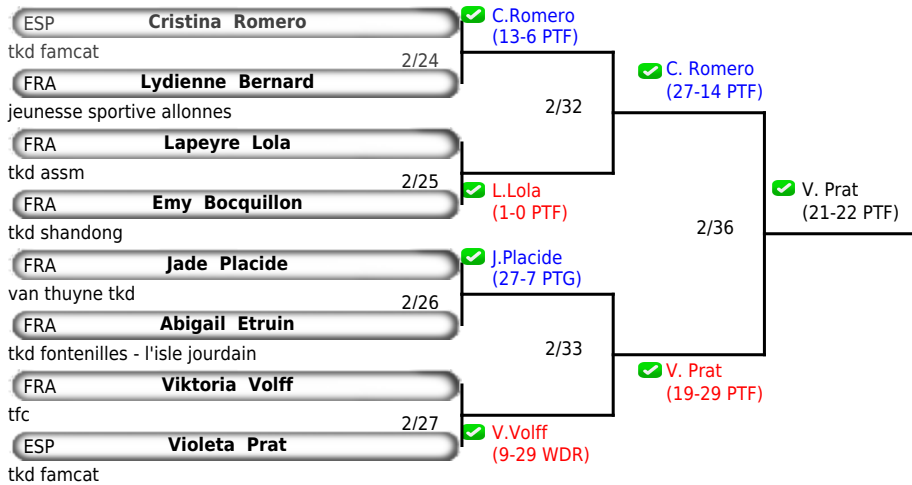 ESP Cristina Romero
C.Romero
(13-6 PTF)
tkd famcat
2/24
FRA Lydienne Bernard
C. Romero
(27-14 PTF)
jeunesse sportive allonnes
2/32
FRA Lapeyre Lola
tkd assm
2/25
FRA Emy Bocquillon
L.Lola
(1-0 PTF)
V. Prat
(21-22 PTF)
tkd shandong
2/36
FRA Jade Placide
J.Placide
(27-7 PTG)
van thuyne tkd
2/26
FRA Abigail Etruin
tkd fontenilles - l'isle jourdain
2/33
FRA Viktoria Volff
V. Prat
(19-29 PTF)
tfc
2/27
ESP Violeta Prat
V.Volff
(9-29 WDR)
tkd famcat